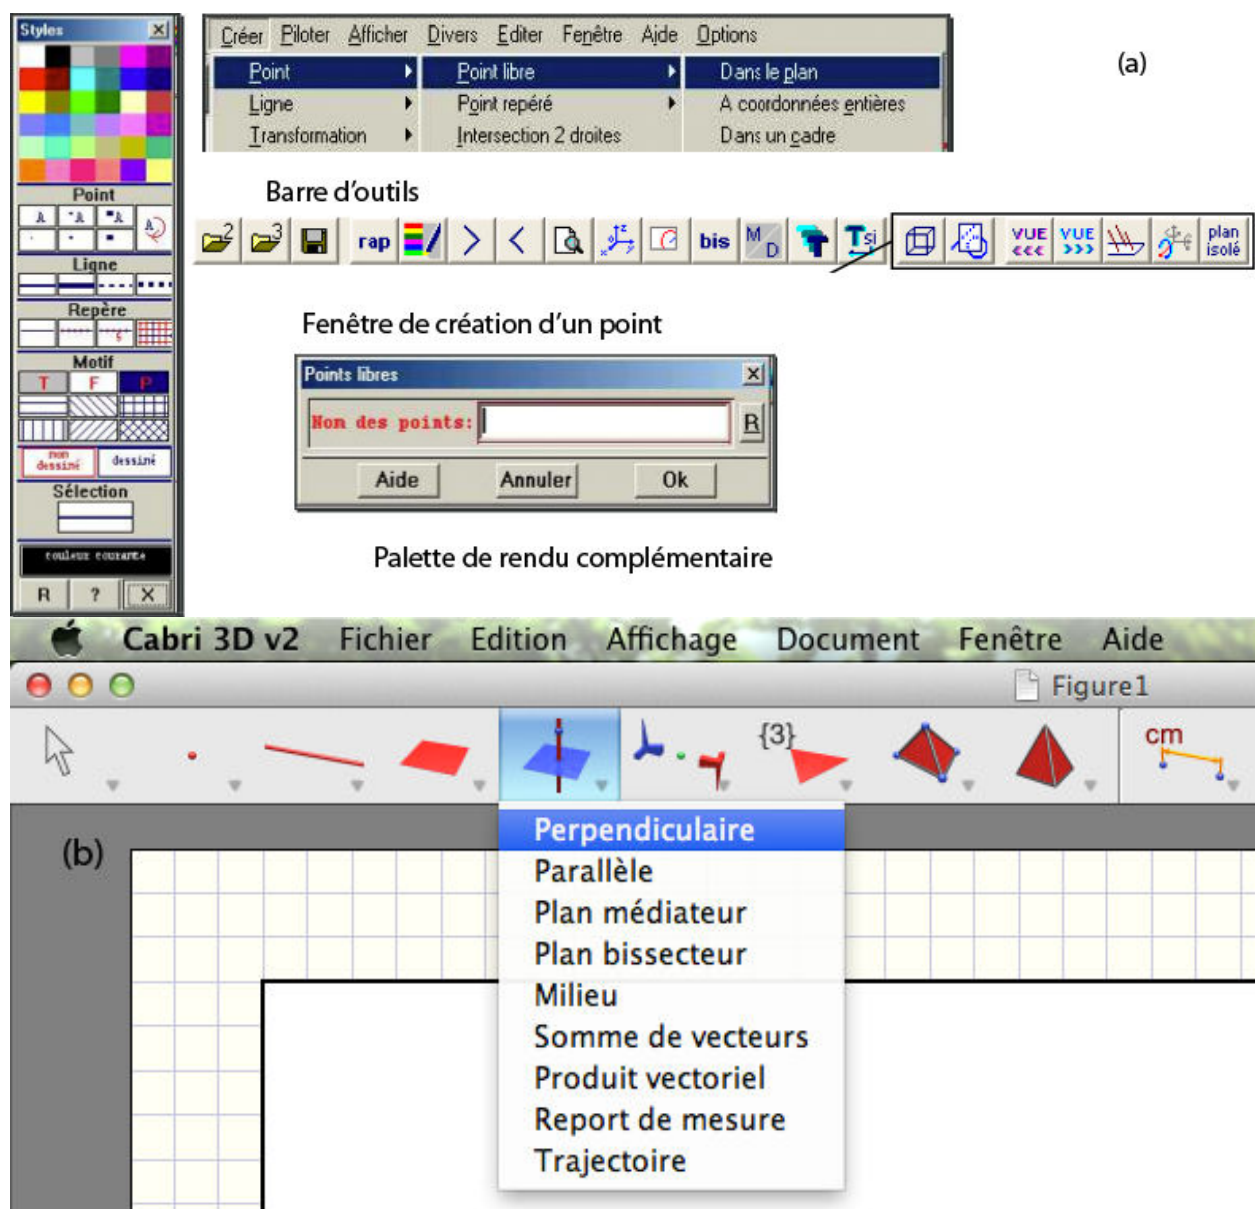 Styles
Point
A A A A
Ligne
Repère
Motif
T F P
non dessiné dessiné
Sélection
couleur courante
R ? X
Créer Piloter Afficher Divers Editer Fenêtre Aide Options
Point Point libre Dans le plan
Ligne Point repéré A coordonnées entières
Transformation Intersection 2 droites Dans un cadre
(a)
Barre d'outils
2 3 rap bis M D T si VUE <<< VUE >>> plan isolé
Fenêtre de création d'un point
Points libres
Nom des points: R
Aide Annuler Ok
Palette de rendu complémentaire
Cabri 3D v2 Fichier Edition Affichage Document Fenêtre Aide
Figure1
{3} cm
(b)
Perpendiculaire
Parallèle
Plan médiateur
Plan bissecteur
Milieu
Somme de vecteurs
Produit vectoriel
Report de mesure
Trajectoire